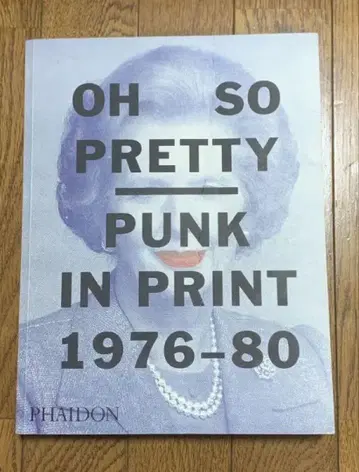 OH SO
PRETTY
PUNK
IN PRINT
1976–80
PHAIDON